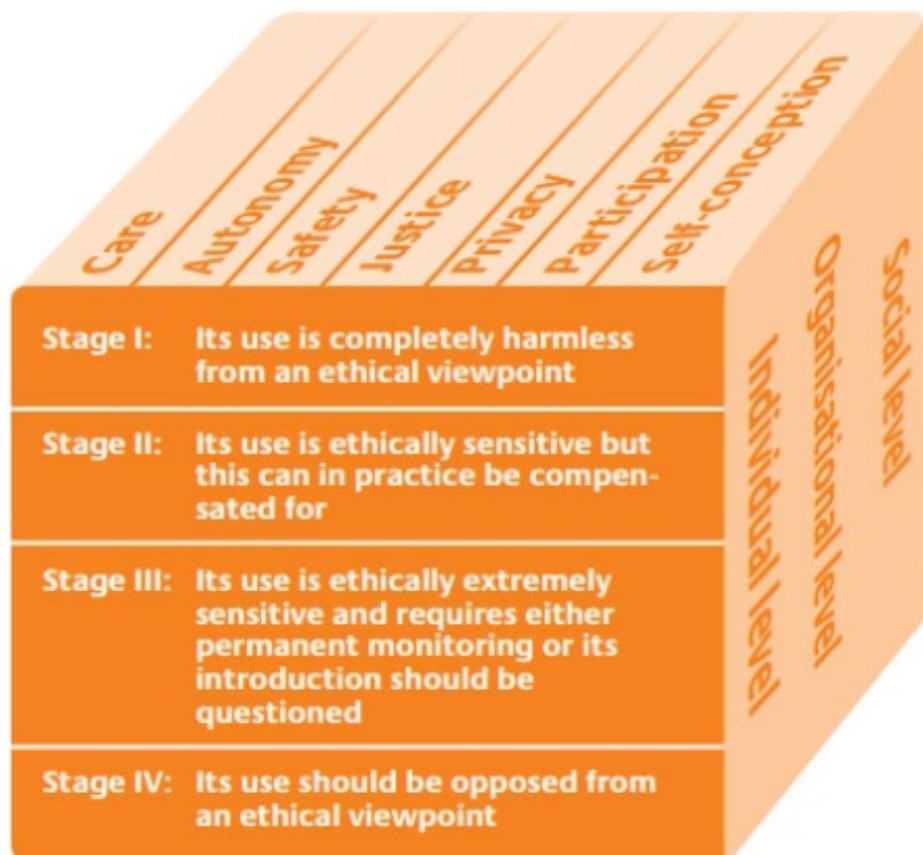 Care
Autonomy
Safety
Justice
Privacy
Participation
Self-conception
Stage I: Its use is completely harmless
from an ethical viewpoint
Stage II: Its use is ethically sensitive but
this can in practice be compen-
sated for
Stage III: Its use is ethically extremely
sensitive and requires either
permanent monitoring or its
introduction should be
questioned
Stage IV: Its use should be opposed from
an ethical viewpoint
Individual level
Organisational level
Social level